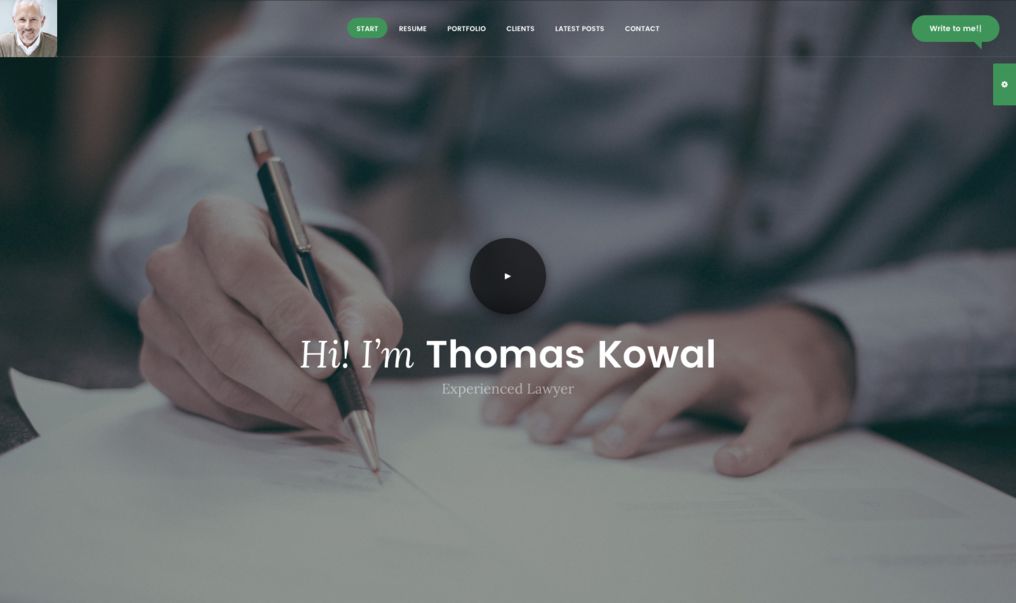 START
RESUME
PORTFOLIO
CLIENTS
LATEST POSTS
CONTACT
Write to me!|
Hi! I'm Thomas Kowal
Experienced Lawyer